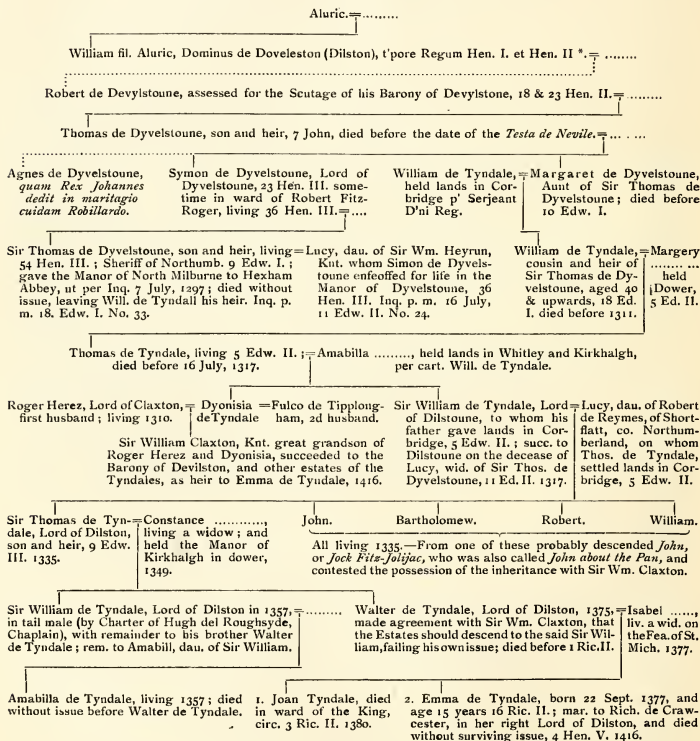 Aluric.=.........
William fil. Aluric, Dominus de Doveleston (Dilston), t'pore Regum Hen. I. et Hen. II *.= ........
Robert de Devylstoune, assessed for the Scutage of his Barony of Devylstone, 18 & 23 Hen. II.=.........
Thomas de Dyvelstoune, son and heir, 7 John, died before the date of the Testa de Nevile.=... . ...
Agnes de Dyvelstoune,
quam Rex Johannes
dedit in maritagio
cuidam Robillardo.
Symon de Dyvelstoune, Lord of
Dyvelstoune, 23 Hen. III. some-
time in ward of Robert Fitz-
Roger, living 36 Hen. III.=....
William de Tyndale,
held lands in Cor-
bridge p' Serjeant
D'ni Reg.
=Margaret de Dyvelstoune,
Aunt of Sir Thomas de
Dyvelstoune; died before
10 Edw. I.
Sir Thomas de Dyvelstoune, son and heir, living
54 Hen. III. ; Sheriff of Northumb. 9 Edw. I. ;
gave the Manor of North Milburne to Hexham
Abbey, ut per Inq. 7 July, 1297 ; died without
issue, leaving Will. de Tyndall his heir. Inq. p.
m. 18. Edw. I. No. 33.
=Lucy, dau. of Sir Wm. Heyrun,
Knt. whom Simon de Dyvels-
toune enfeoffed for life in the
Manor of Dyvelstoune, 36
Hen. III. Inq. p. m. 16 July,
11 Edw. II. No. 24.
William de Tyndale,
cousin and heir of
Sir Thomas de Dy-
velstoune, aged 40
& upwards, 18 Ed.
I. died before 1311.
=Margery
......... ...
held
Dower,
5 Ed. II.
Thomas de Tyndale, living 5 Edw. II. ;
died before 16 July, 1317.
=Amabilla ........., held lands in Whitley and Kirkhalgh,
per cart. Will. de Tyndale.
Roger Herez, Lord of Claxton,
first husband ; living 1310.
= Dyonisia
deTyndale
=Fulco de Tipplong-
ham, 2d husband.
Sir William Claxton, Knt. great grandson of
Roger Herez and Dyonisia, succeeded to the
Barony of Devilston, and other estates of the
Tyndales, as heir to Emma de Tyndale, 1416.
Sir William de Tyndale, Lord
of Dilstoune, to whom his
father gave lands in Cor-
bridge, 5 Edw. II. ; succ. to
Dilstoune on the decease of
Lucy, wid. of Sir Thos. de
Dyvelstoune, 11 Ed. II. 1317.
=Lucy, dau. of Robert
de Reymes, of Short-
flatt, co. Northum-
berland, on whom
Thos. de Tyndale,
settled lands in Cor-
bridge, 5 Edw. II.
Sir Thomas de Tyn-
dale, Lord of Dilston,
son and heir, 9 Edw.
III. 1335.
=Constance ............,
living a widow ; and
held the Manor of
Kirkhalgh in dower,
1349.
John. Bartholomew. Robert. William.
All living 1335.—From one of these probably descended John,
or Jock Fitz-Jolijac, who was also called John about the Pan, and
contested the possession of the inheritance with Sir Wm. Claxton.
Sir William de Tyndale, Lord of Dilston in 1357,=.........
in tail male (by Charter of Hugh del Roughsyde,
Chaplain), with remainder to his brother Walter
de Tyndale ; rem. to Amabill, dau. of Sir William.
Walter de Tyndale, Lord of Dilston, 1375,
made agreement with Sir Wm. Claxton, that
the Estates should descend to the said Sir Wil-
liam, failing his own issue; died before 1 Ric. II.
=Isabel ......,
liv. a wid. on
the Fea. of St.
Mich. 1377.
Amabilla de Tyndale, living 1357 ; died
without issue before Walter de Tyndale.
1. Joan Tyndale, died
in ward of the King,
circ. 3 Ric. II. 1380.
2. Emma de Tyndale, born 22 Sept. 1377, and
age 15 years 16 Ric. II. ; mar. to Rich. de Craw-
cester, in her right Lord of Dilston, and died
without surviving issue, 4 Hen. V. 1416.